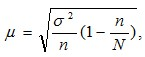 μ = √(σ²/n (1 − n/N)),